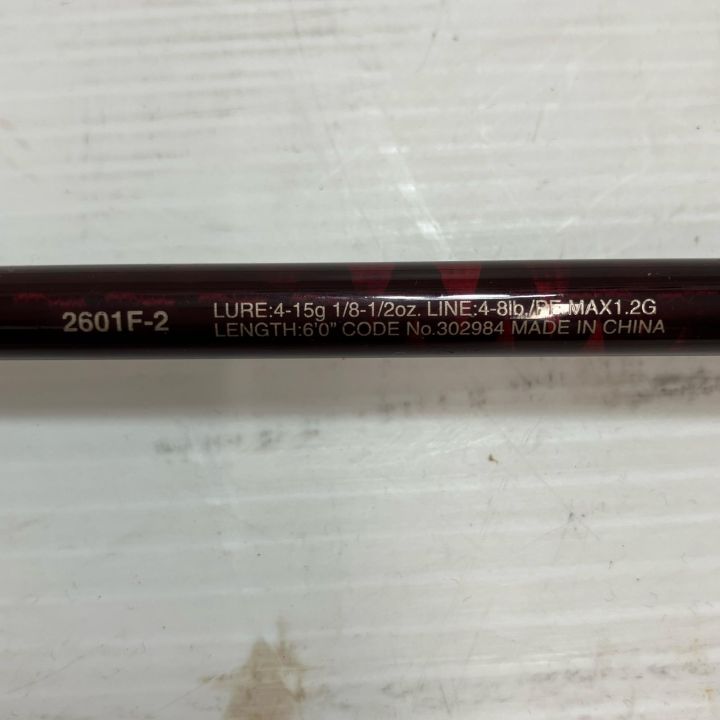 2601F-2
LURE:4-15g 1/8-1/2oz. LINE:4-8lb./PE MAX1.2G
LENGTH:6'0" CODE No.302984 MADE IN CHINA